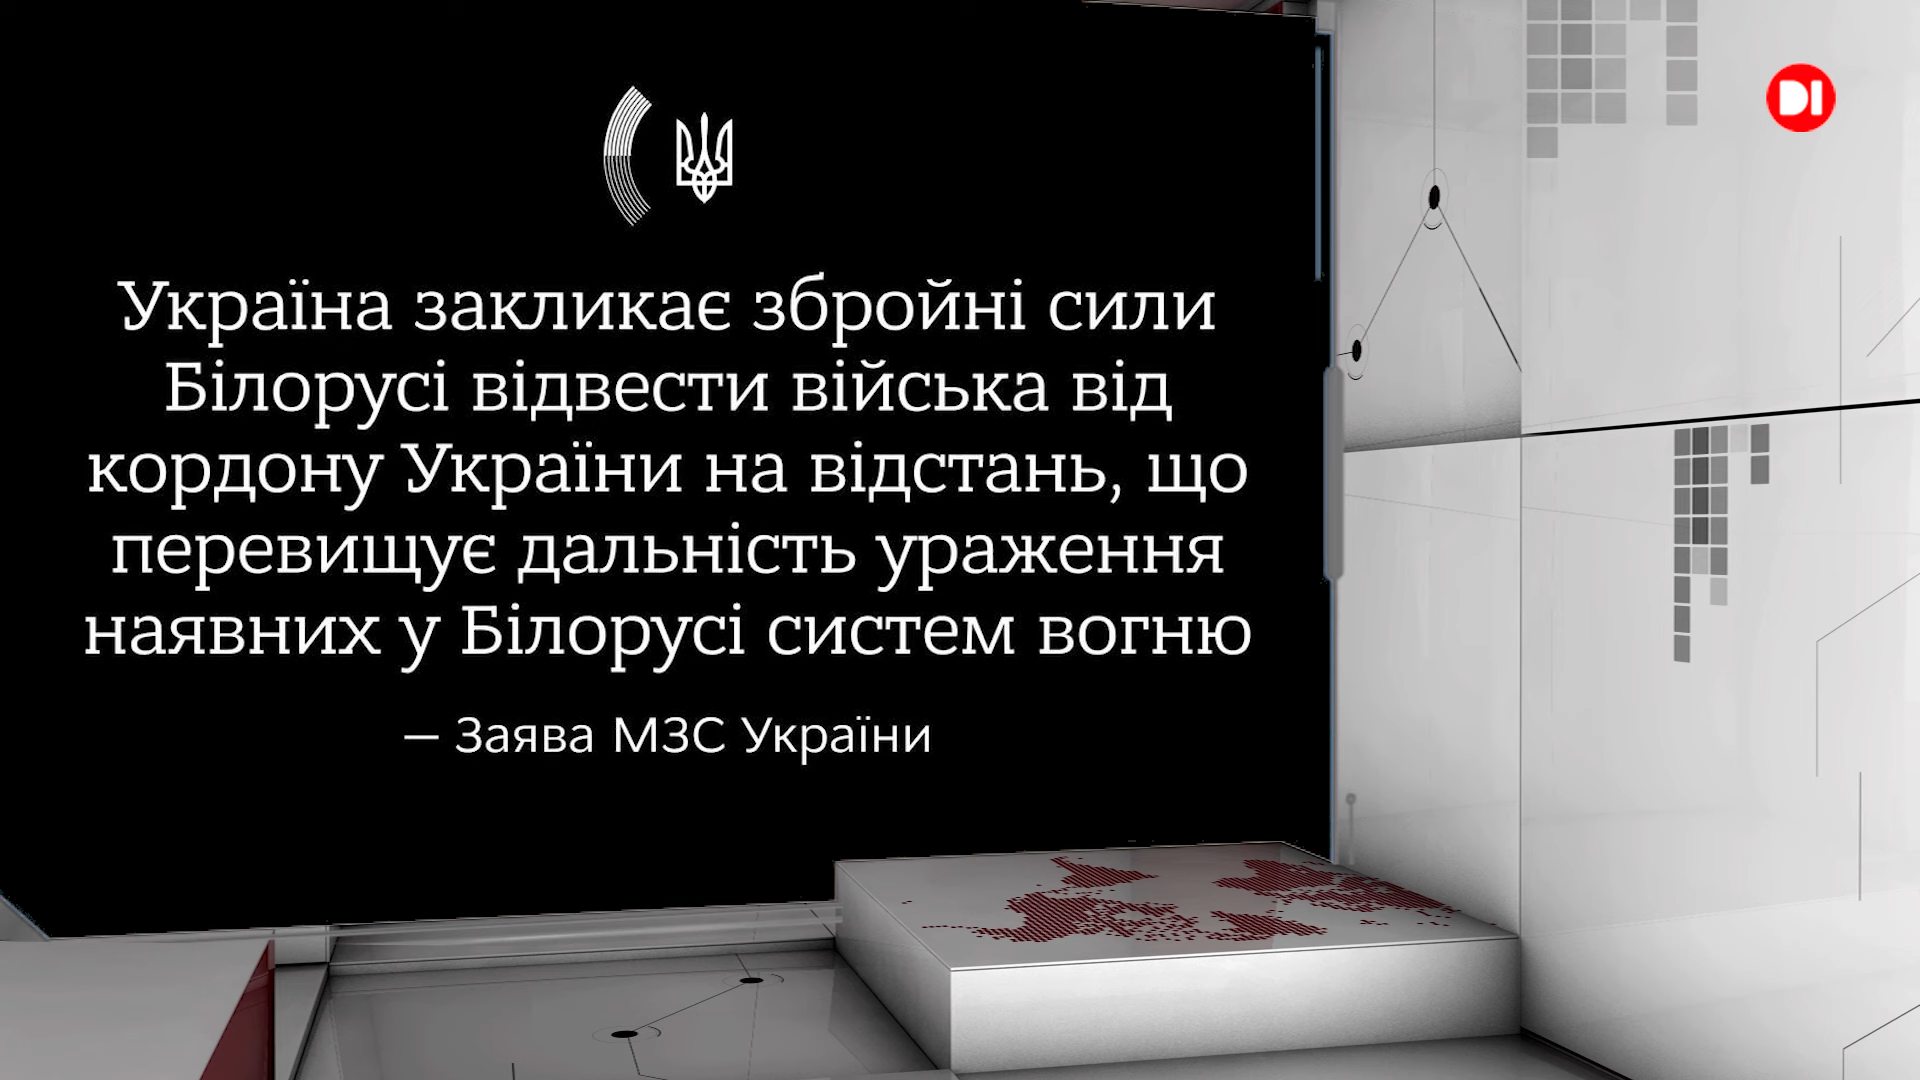 DI
Україна закликає збройні сили
Білорусі відвести війська від
кордону України на відстань, що
перевищує дальність ураження
наявних у Білорусі систем вогню
— Заява МЗС України